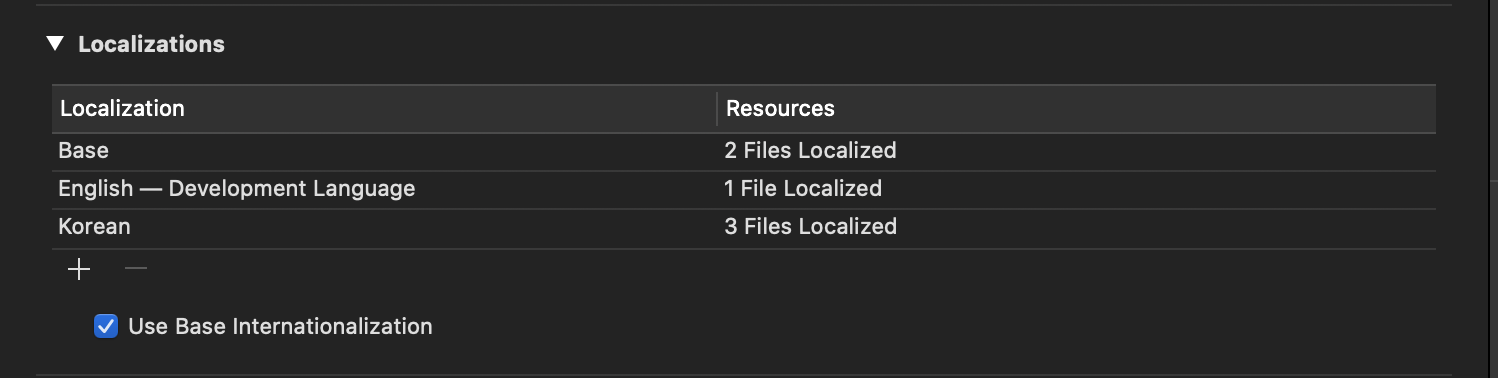 Localizations
Localization Resources
Base 2 Files Localized
English — Development Language 1 File Localized
Korean 3 Files Localized
Use Base Internationalization